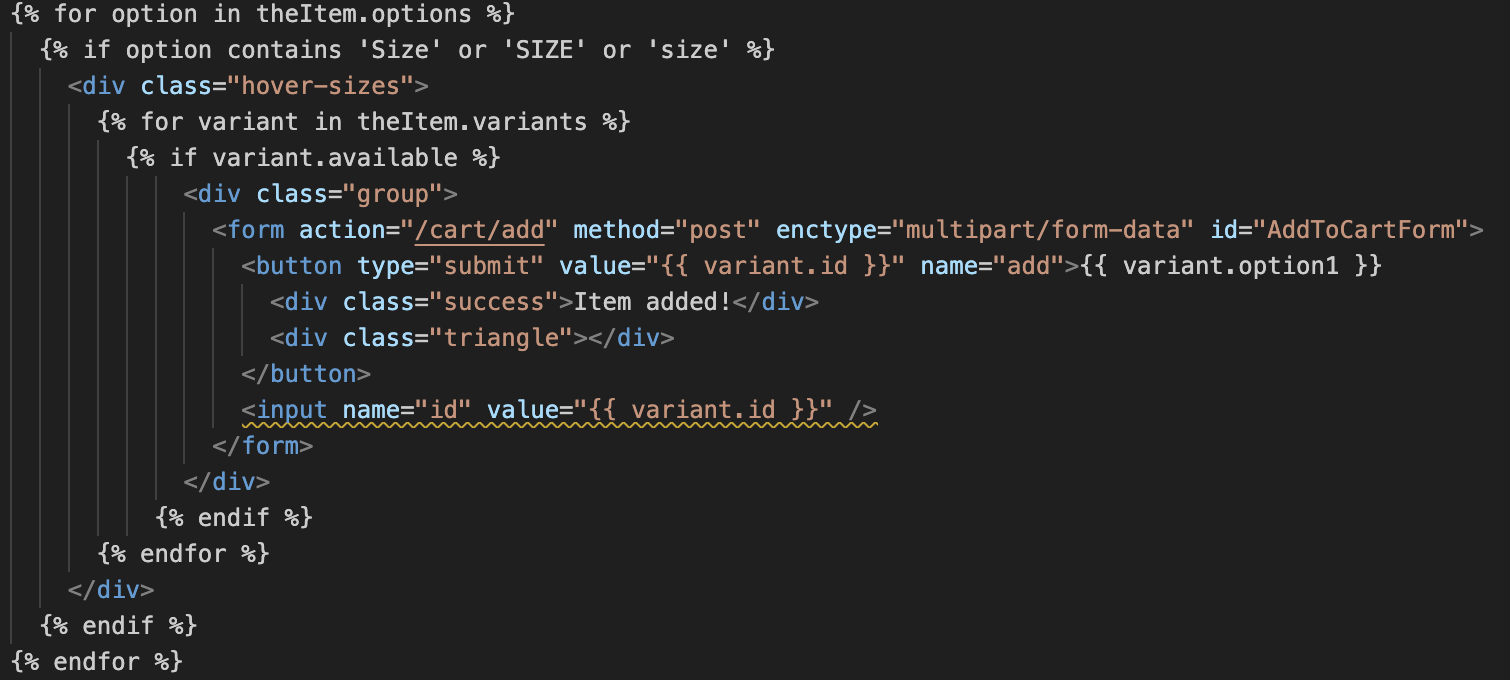 {% for option in theItem.options %}
{% if option contains 'Size' or 'SIZE' or 'size' %}
<div class="hover-sizes">
{% for variant in theItem.variants %}
{% if variant.available %}
<div class="group">
<form action="/cart/add" method="post" enctype="multipart/form-data" id="AddToCartForm">
<button type="submit" value="{{ variant.id }}" name="add">{{ variant.option1 }}
<div class="success">Item added!</div>
<div class="triangle"></div>
</button>
<input name="id" value="{{ variant.id }}" />
</form>
</div>
{% endif %}
{% endfor %}
</div>
{% endif %}
{% endfor %}